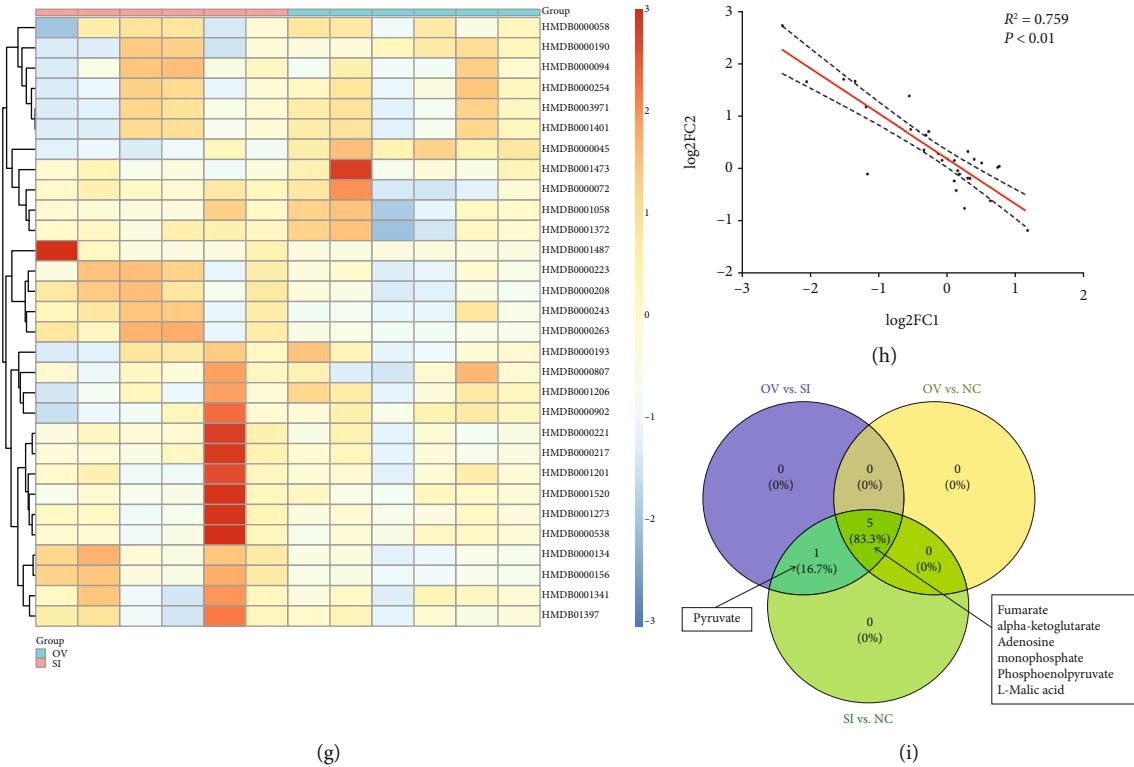 Group
HMDB0000058
HMDB0000190
HMDB0000094
HMDB0000254
HMDB0003971
HMDB0001401
HMDB0000045
HMDB0001473
HMDB0000072
HMDB0001058
HMDB0001372
HMDB0001487
HMDB0000223
HMDB0000208
HMDB0000243
HMDB0000263
HMDB0000193
HMDB0000807
HMDB0001206
HMDB0000902
HMDB0000221
HMDB0000217
HMDB0001201
HMDB0001520
HMDB0001273
HMDB0000538
HMDB0000134
HMDB0000156
HMDB0001341
HMDB01397
3
2
1
0
−1
−2
−3
Group
OV
SI
(g)
R² = 0.759
P < 0.01
log2FC2
3
2
1
0
−1
−2
−3
−2
−1
0
1
2
log2FC1
(h)
OV vs. SI
OV vs. NC
0
(0%)
0
(0%)
0
(0%)
5
(83.3%)
1
(16.7%)
0
(0%)
0
(0%)
Pyruvate
Fumarate
alpha-ketoglutarate
Adenosine
monophosphate
Phosphoenolpyruvate
L-Malic acid
SI vs. NC
(i)